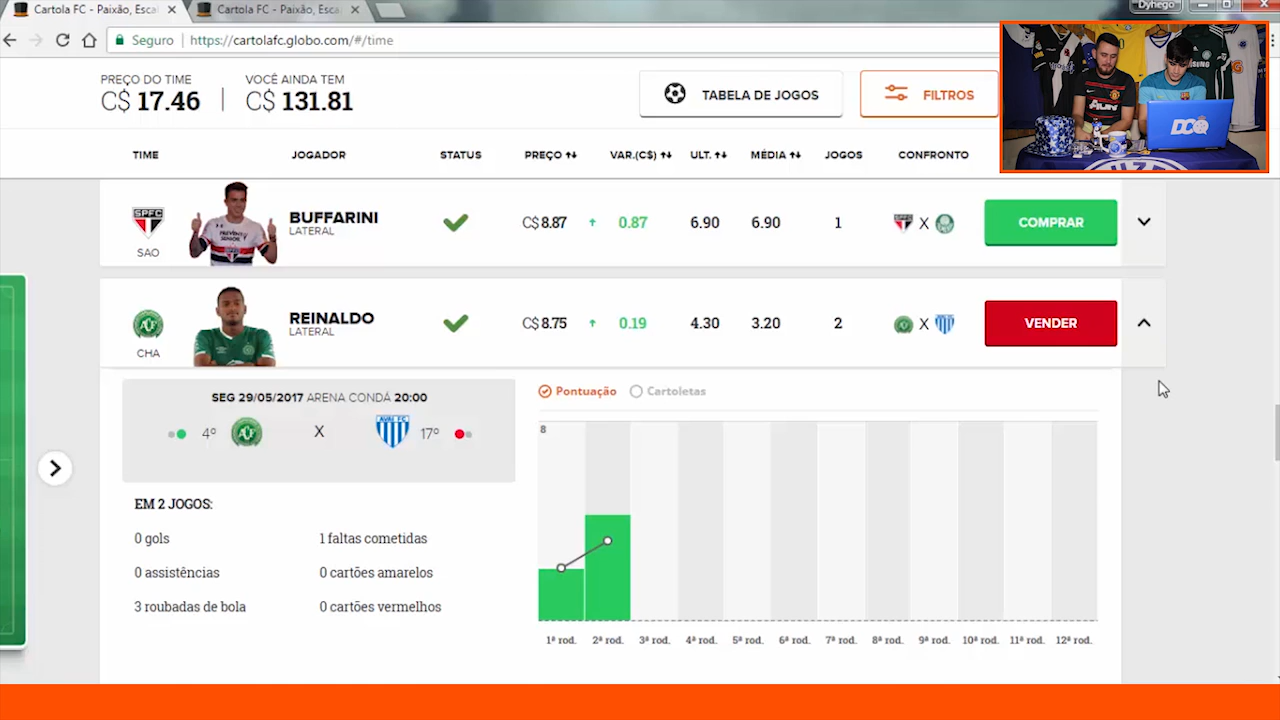 Cartola FC - Paixão, Esca
Cartola FC - Paixão, Esca
Dyhego
Seguro
https://cartolafc.globo.com/#/time
PREÇO DO TIME
C$ 17.46
VOCÊ AINDA TEM
C$ 131.81
TABELA DE JOGOS
FILTROS
TIME JOGADOR STATUS PREÇO VAR.(C$) ULT. MÉDIA JOGOS CONFRONTO
SPFC
SAO
BUFFARINI
LATERAL
C$ 8.87 0.87 6.90 6.90 1 X COMPRAR
CHA
REINALDO
LATERAL
C$ 8.75 0.19 4.30 3.20 2 X VENDER
SEG 29/05/2017 ARENA CONDÁ 20:00
4º X AVAÍ FC 17º
EM 2 JOGOS:
0 gols
1 faltas cometidas
0 assistências
0 cartões amarelos
3 roubadas de bola
0 cartões vermelhos
Pontuação Cartoletas
8
1ª rod. 2ª rod. 3ª rod. 4ª rod. 5ª rod. 6ª rod. 7ª rod. 8ª rod. 9ª rod. 10ª rod. 11ª rod. 12ª rod.